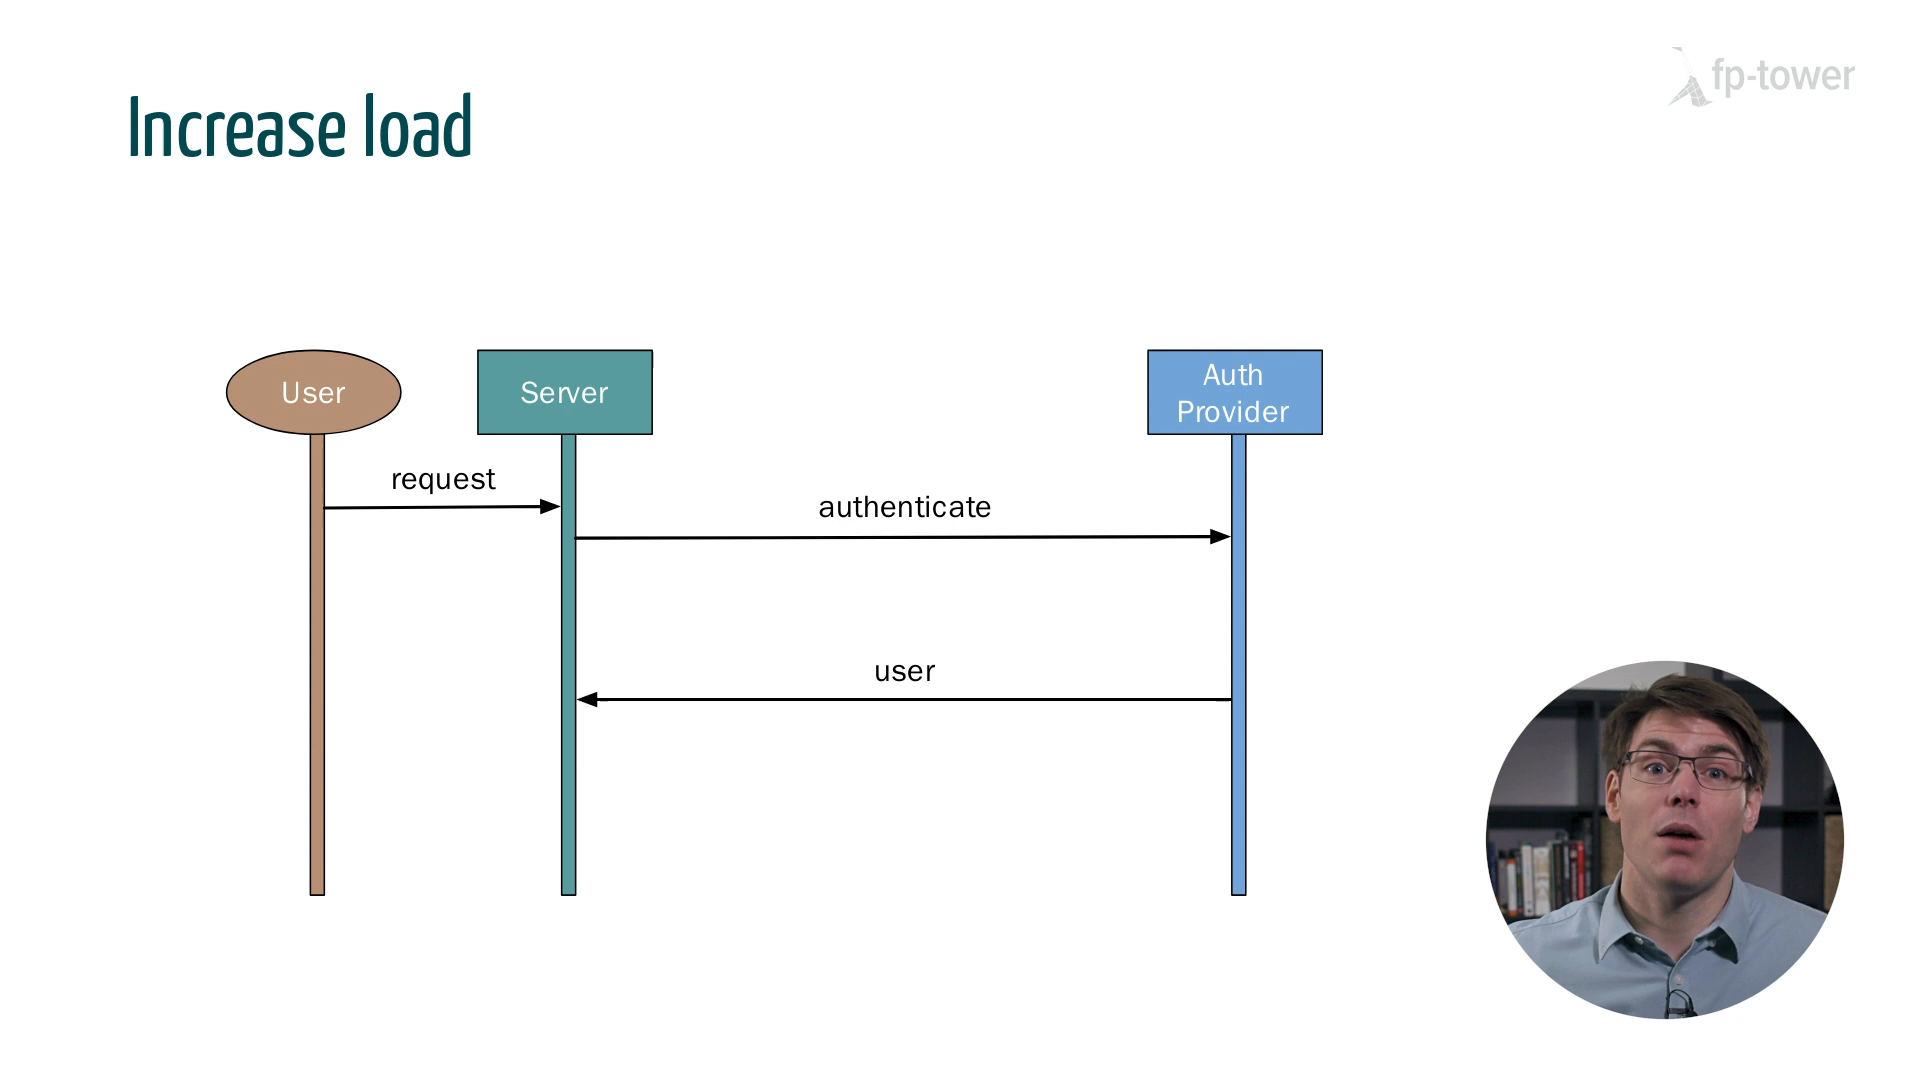 fp-tower
Increase load
User
Server
Auth
Provider
request
authenticate
user